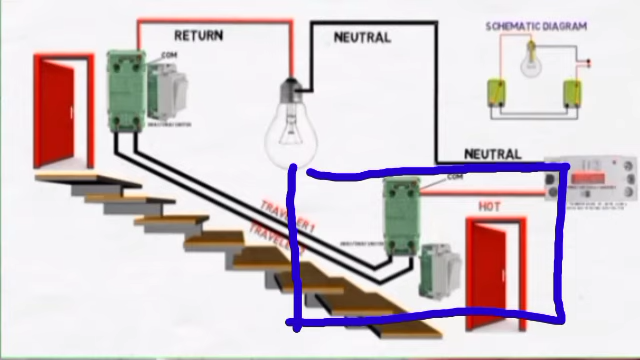 SCHEMATIC DIAGRAM
RETURN
NEUTRAL
COM
NEUTRAL
COM
HOT
TRAVELER 1